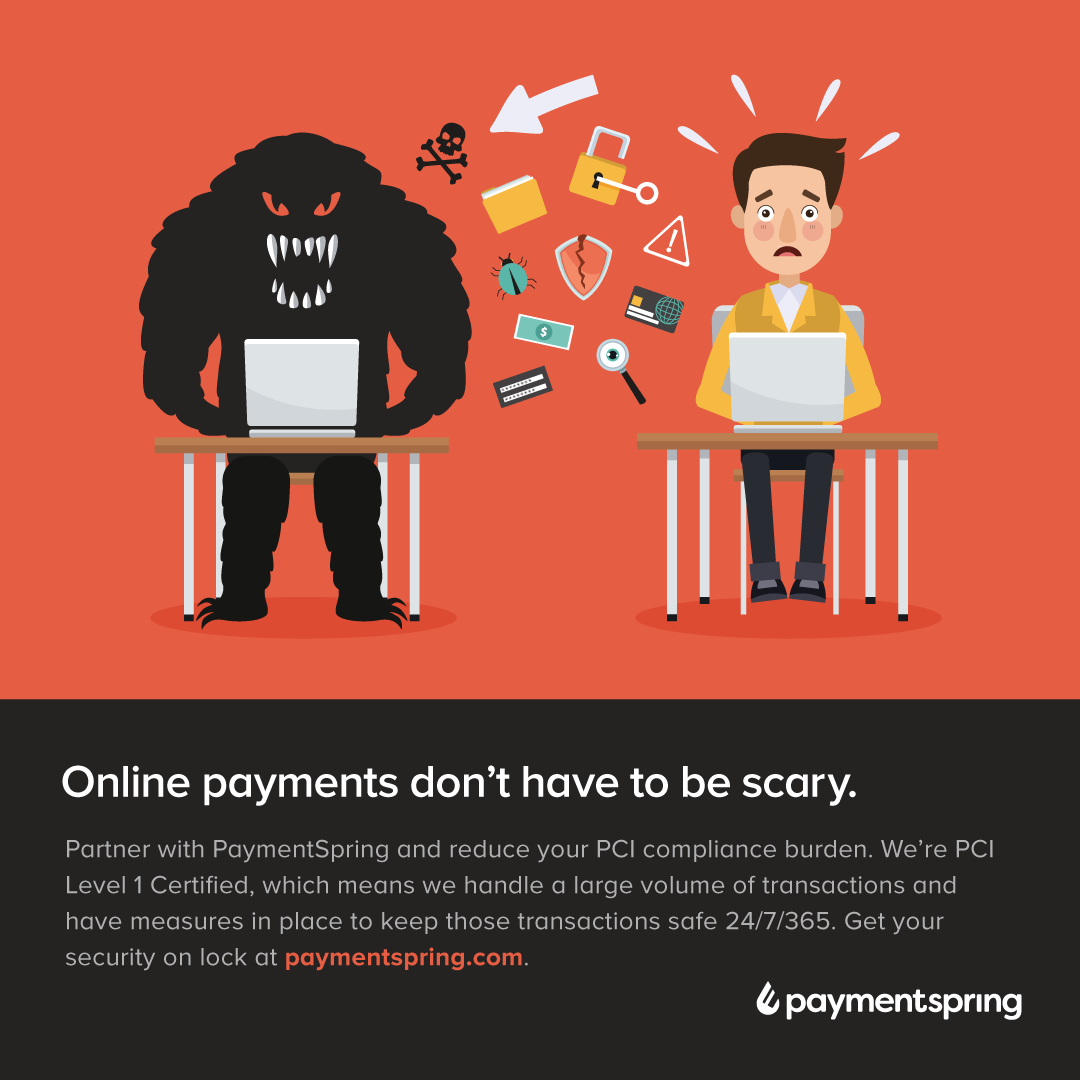 $
!
Online payments don’t have to be scary.
Partner with PaymentSpring and reduce your PCI compliance burden. We’re PCI
Level 1 Certified, which means we handle a large volume of transactions and
have measures in place to keep those transactions safe 24/7/365. Get your
security on lock at paymentspring.com.
paymentspring